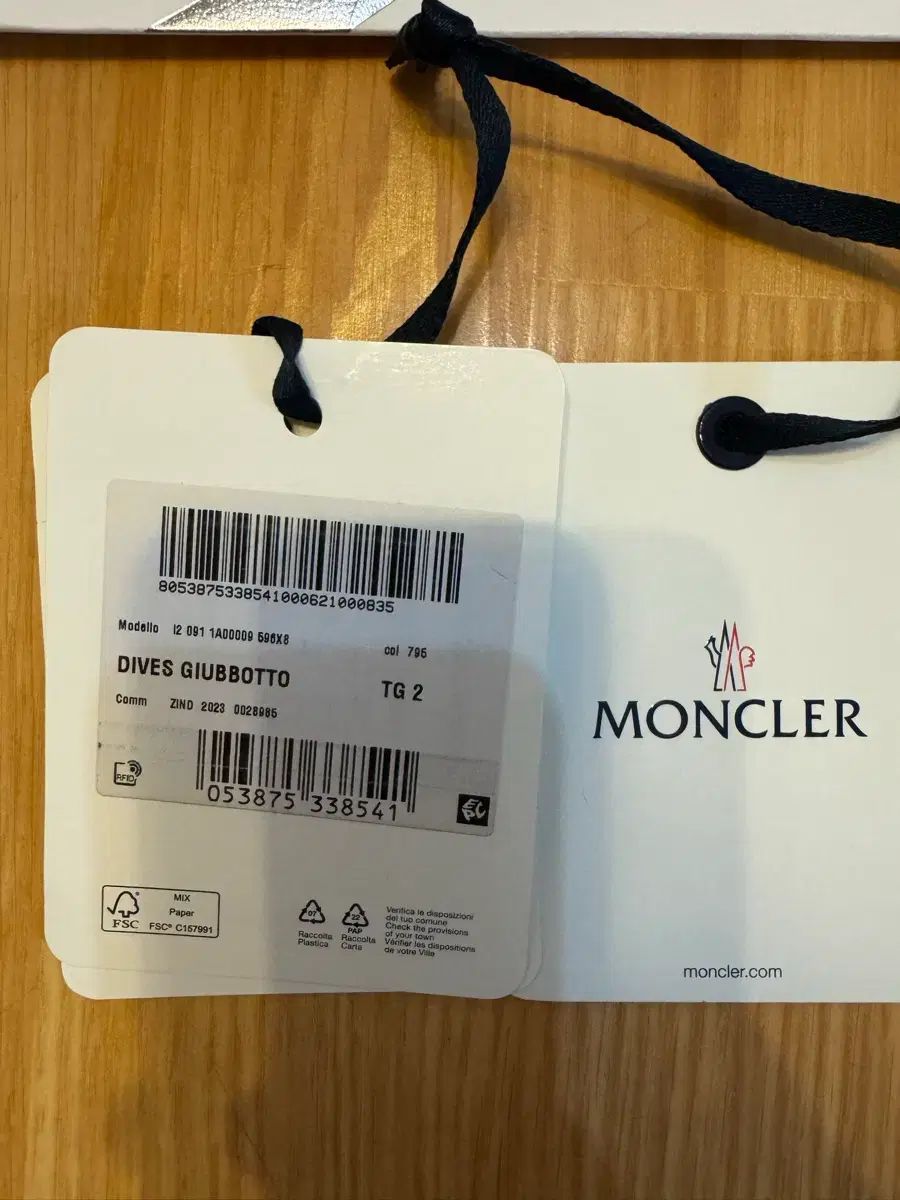 8053875338541000621000835
Modello I2 091 1A00009 596X8
col 795
DIVES GIUBBOTTO
TG 2
Comm ZIND 2023 0028985
RFID
053875 338541
EPC
FSC
MIX
Paper
FSC® C157991
07
Raccolta
Plastica
22
PAP
Raccolta
Carta
Verifica le disposizioni
del tuo comune
Check the provisions
of your town
Vérifier les dispositions
de votre Ville
MONCLER
moncler.com